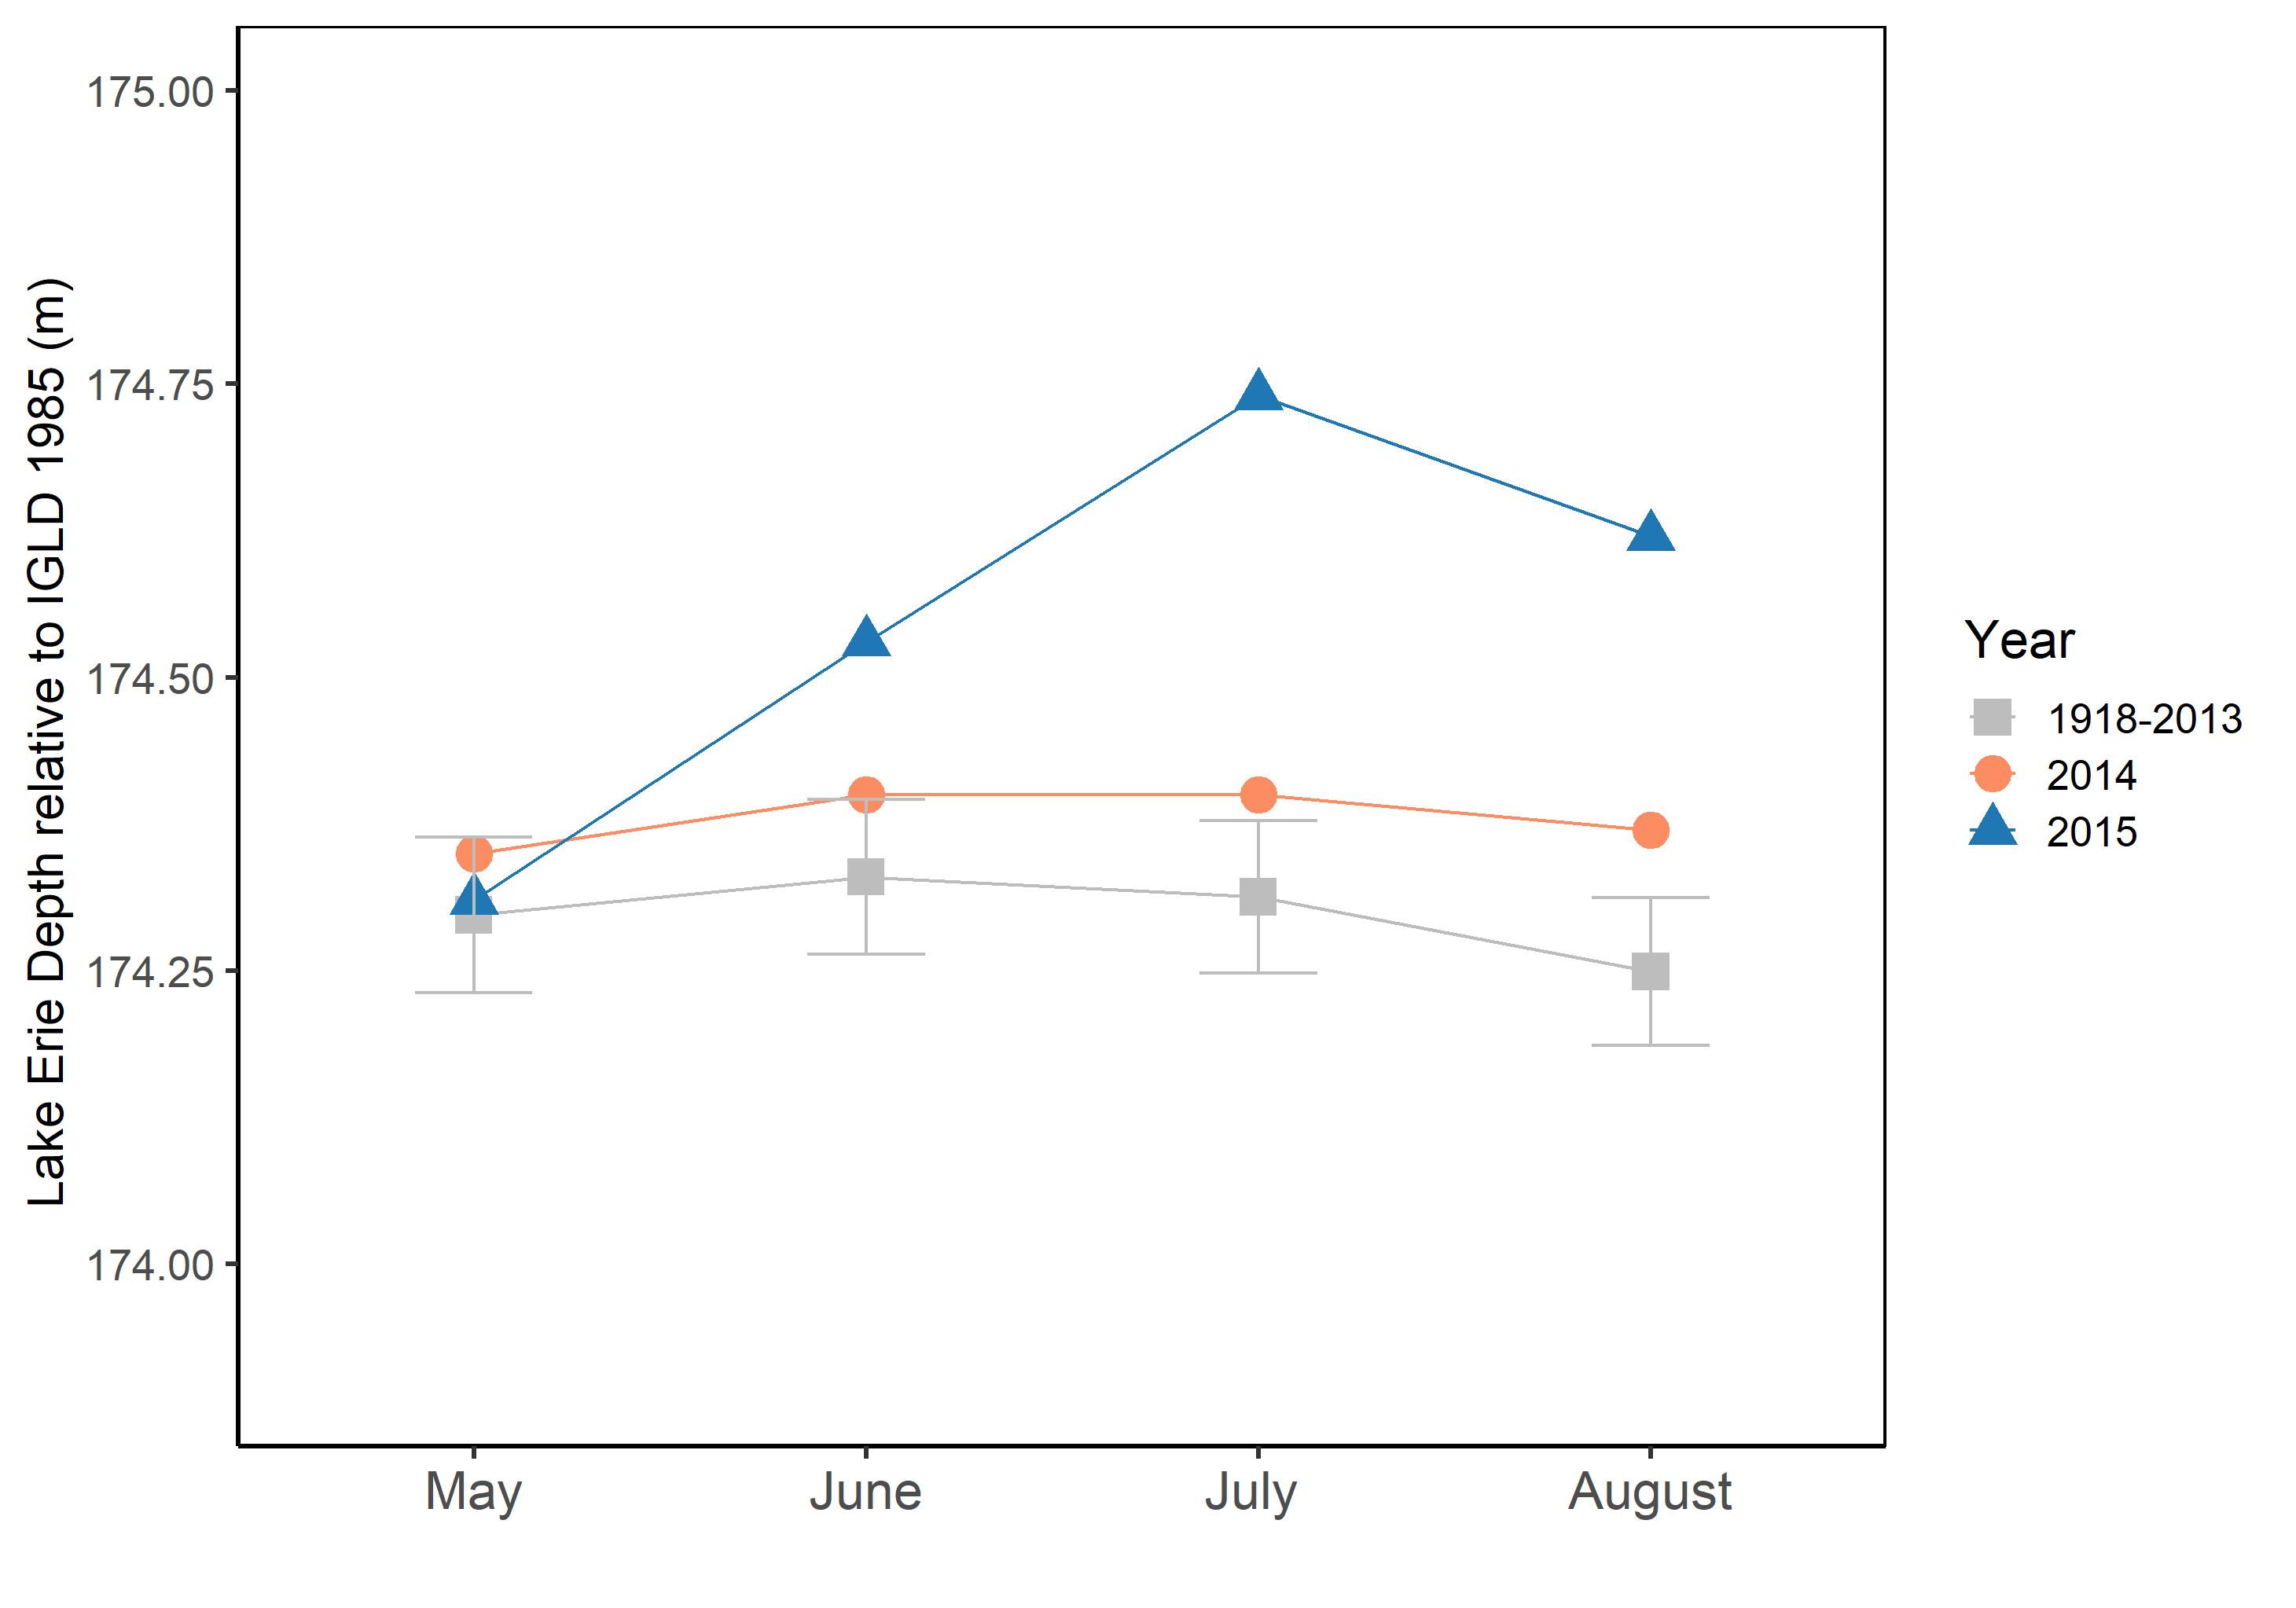 Lake Erie Depth relative to IGLD 1985 (m)
175.00
174.75
174.50
174.25
174.00
May
June
July
August
Year
1918-2013
2014
2015